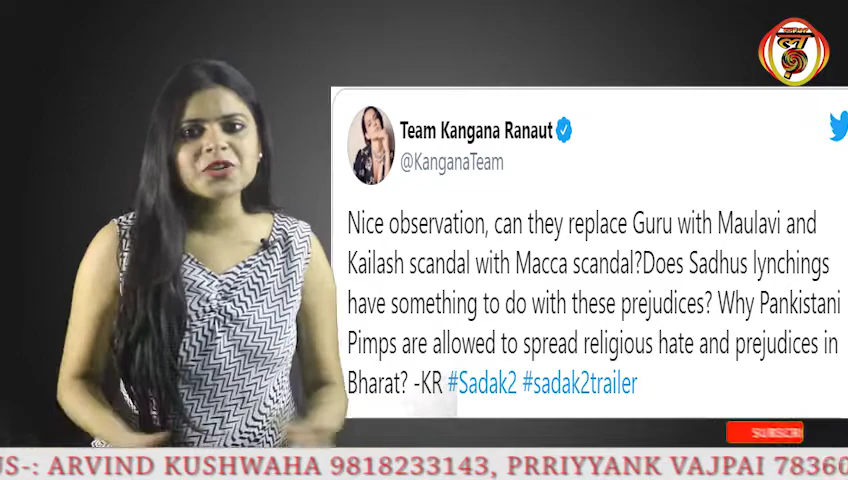 Team Kangana Ranaut
@KanganaTeam
Nice observation, can they replace Guru with Maulavi and
Kailash scandal with Macca scandal?Does Sadhus lynchings
have something to do with these prejudices? Why Pankistani
Pimps are allowed to spread religious hate and prejudices in
Bharat? -KR #Sadak2 #sadak2trailer
SUBSCR
US-: ARVIND KUSHWAHA 9818233143, PRRIYYANK VAJPAI 78360